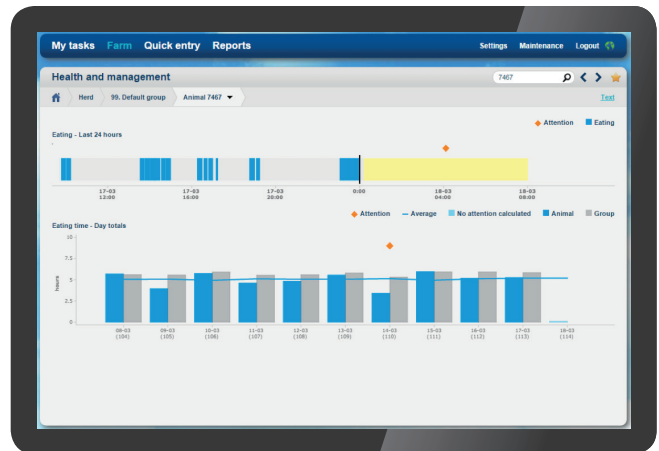 My tasks Farm Quick entry Reports Settings Maintenance Logout
Health and management 7467
Herd 99. Default group Animal 7467 Text
Attention Eating
Eating - Last 24 hours
17-03 17-03 17-03 0:00 18-03 18-03
12:00 16:00 20:00 04:00 08:00
Attention Average No attention calculated Animal Group
Eating time - Day totals
10
7.5
hours
5
2.5
0
08-03 09-03 10-03 11-03 12-03 13-03 14-03 15-03 16-03 17-03 18-03
(104) (105) (106) (107) (108) (109) (110) (111) (112) (113) (114)